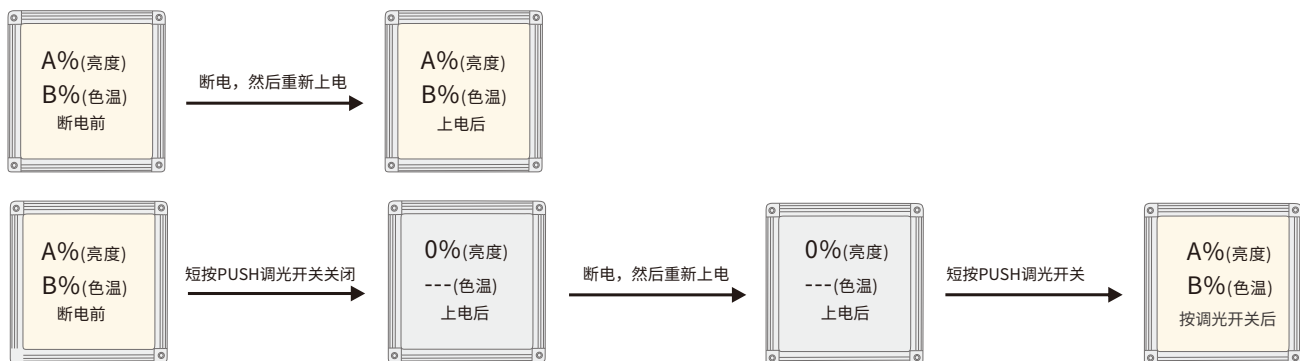 A%(亮度)
B%(色温)
断电前
断电，然后重新上电
A%(亮度)
B%(色温)
上电后
A%(亮度)
B%(色温)
断电前
短按PUSH调光开关关闭
0%(亮度)
---(色温)
上电后
断电，然后重新上电
0%(亮度)
---(色温)
上电后
短按PUSH调光开关
A%(亮度)
B%(色温)
按调光开关后